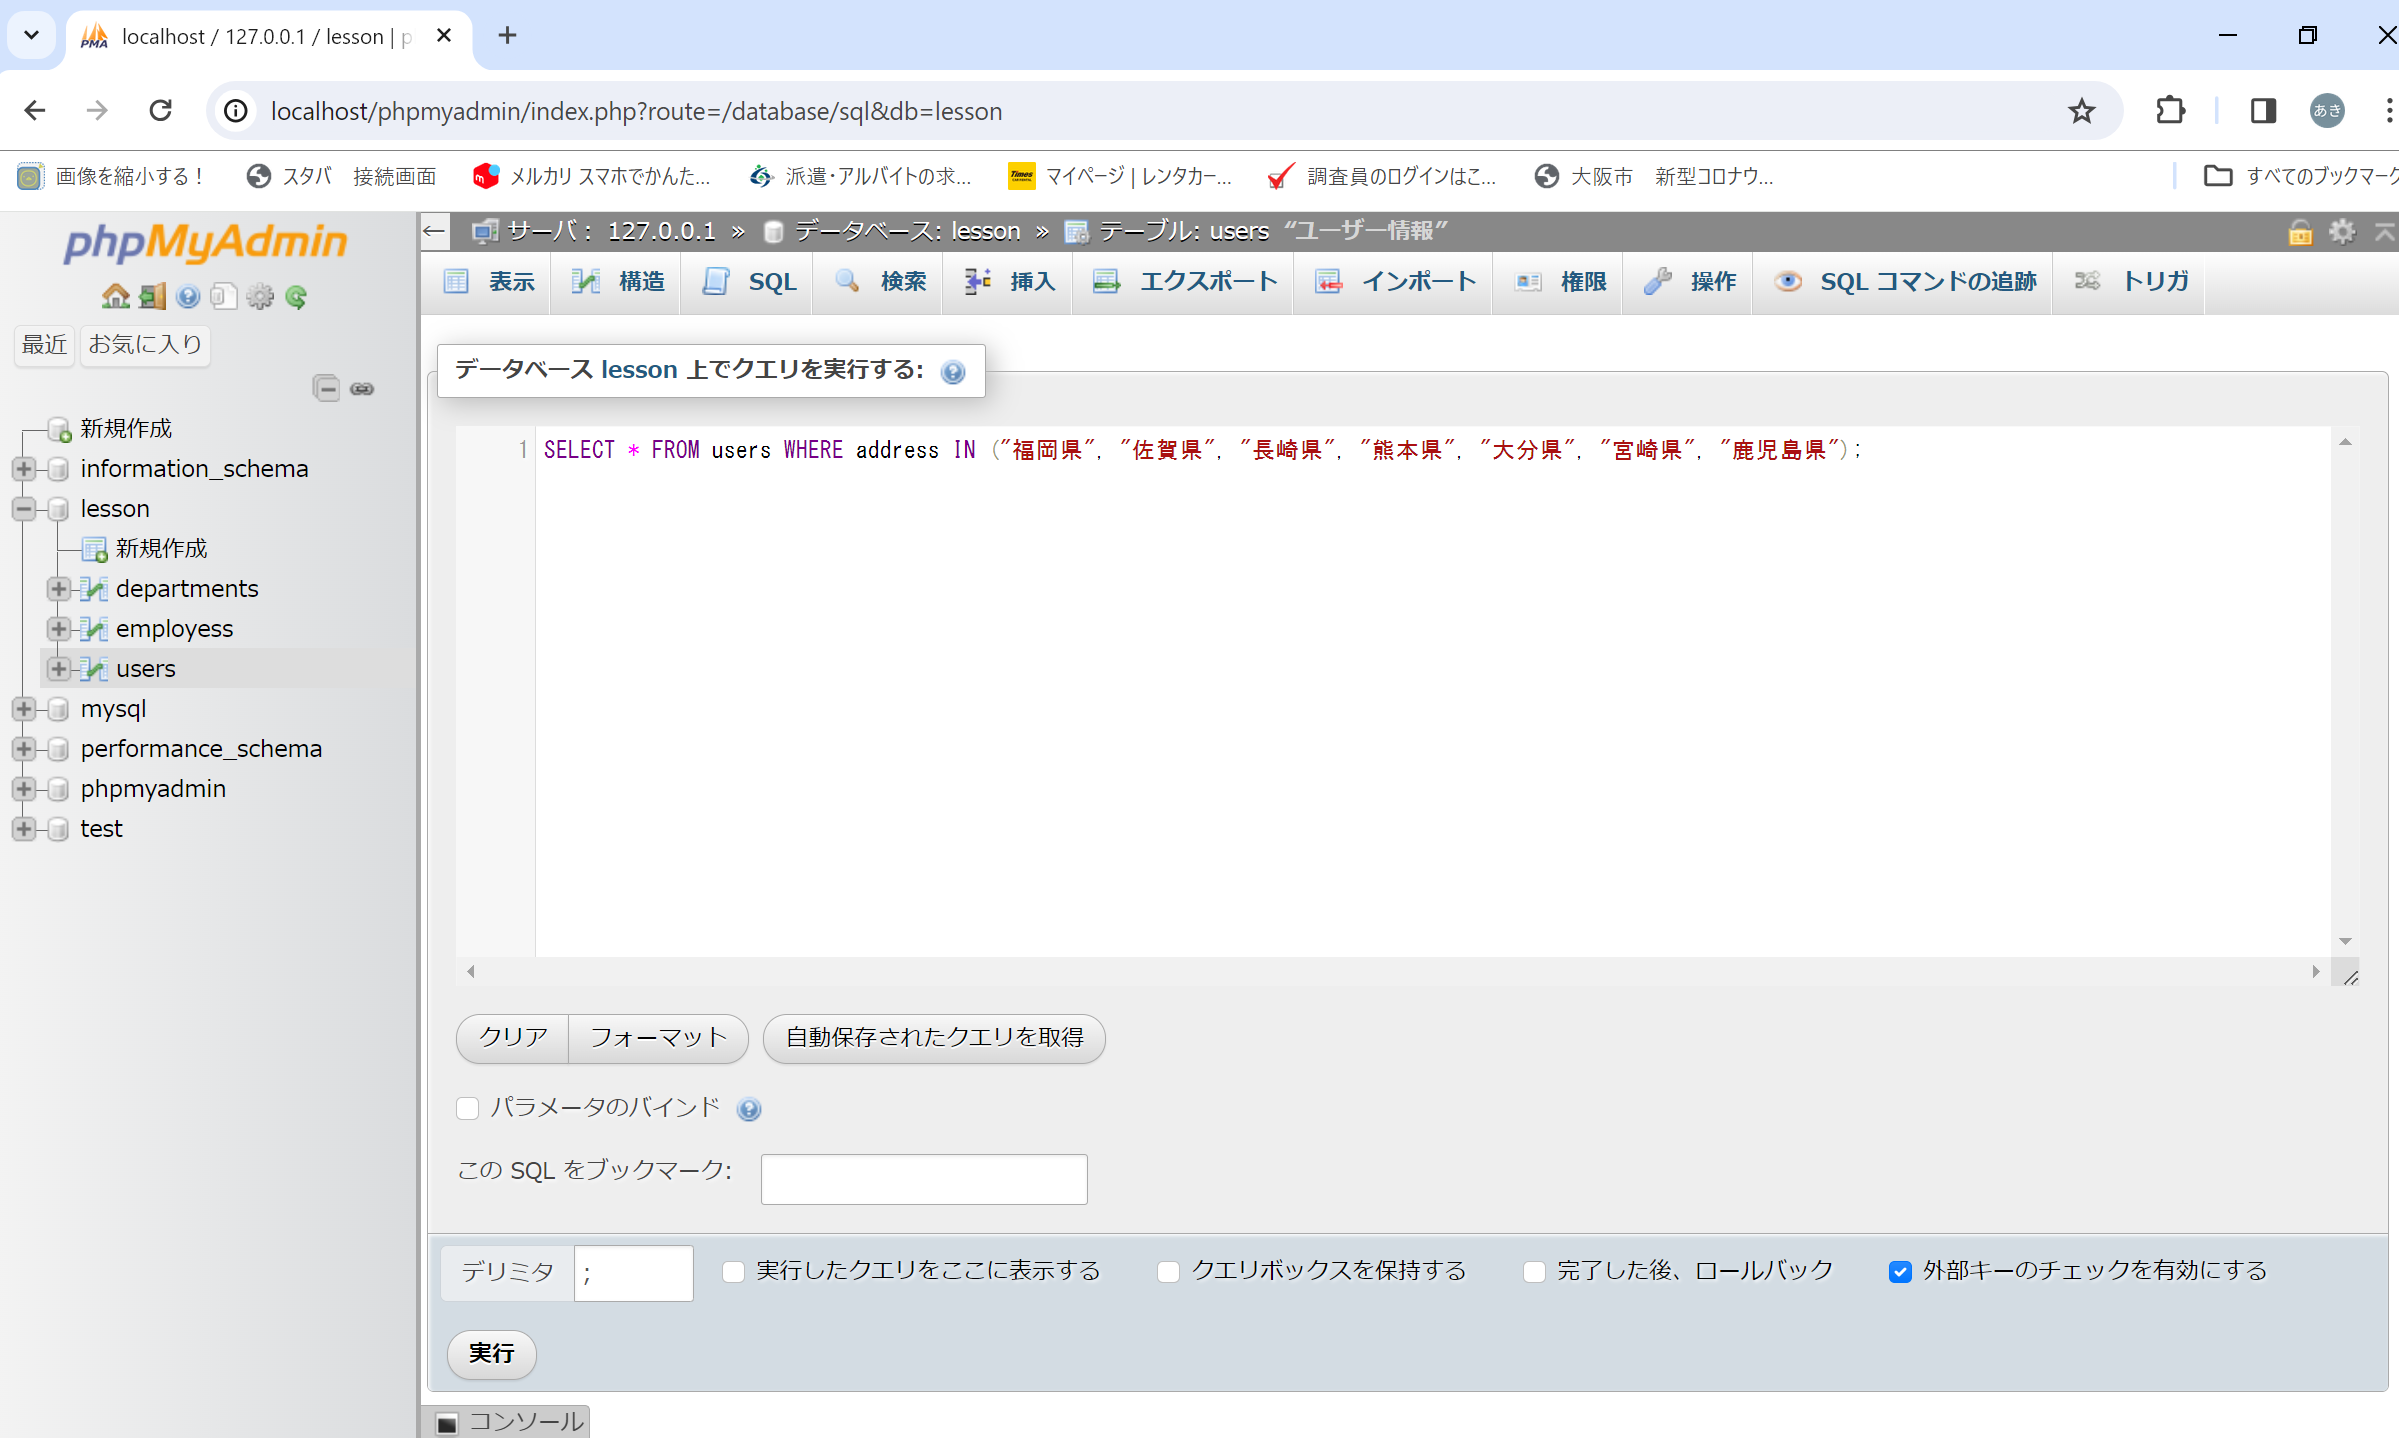 localhost / 127.0.0.1 / lesson | p
localhost/phpmyadmin/index.php?route=/database/sql&db=lesson
あき
画像を縮小する！
スタバ　接続画面
メルカリ スマホでかんた...
派遣･アルバイトの求...
Times
マイページ | レンタカー...
調査員のログインはこ...
大阪市　新型コロナウ...
すべてのブックマーク
phpMyAdmin
最近
お気に入り
新規作成
information_schema
lesson
新規作成
departments
employess
users
mysql
performance_schema
phpmyadmin
test
サーバ： 127.0.0.1 » データベース: lesson » テーブル: users “ユーザー情報”
表示
構造
SQL
検索
挿入
エクスポート
インポート
権限
操作
SQL コマンドの追跡
トリガ
データベース lesson 上でクエリを実行する:
1 SELECT * FROM users WHERE address IN ("福岡県", "佐賀県", "長崎県", "熊本県", "大分県", "宮崎県", "鹿児島県");
クリア
フォーマット
自動保存されたクエリを取得
パラメータのバインド
この SQL をブックマーク:
デリミタ ;
実行したクエリをここに表示する
クエリボックスを保持する
完了した後、ロールバック
外部キーのチェックを有効にする
実行
コンソール